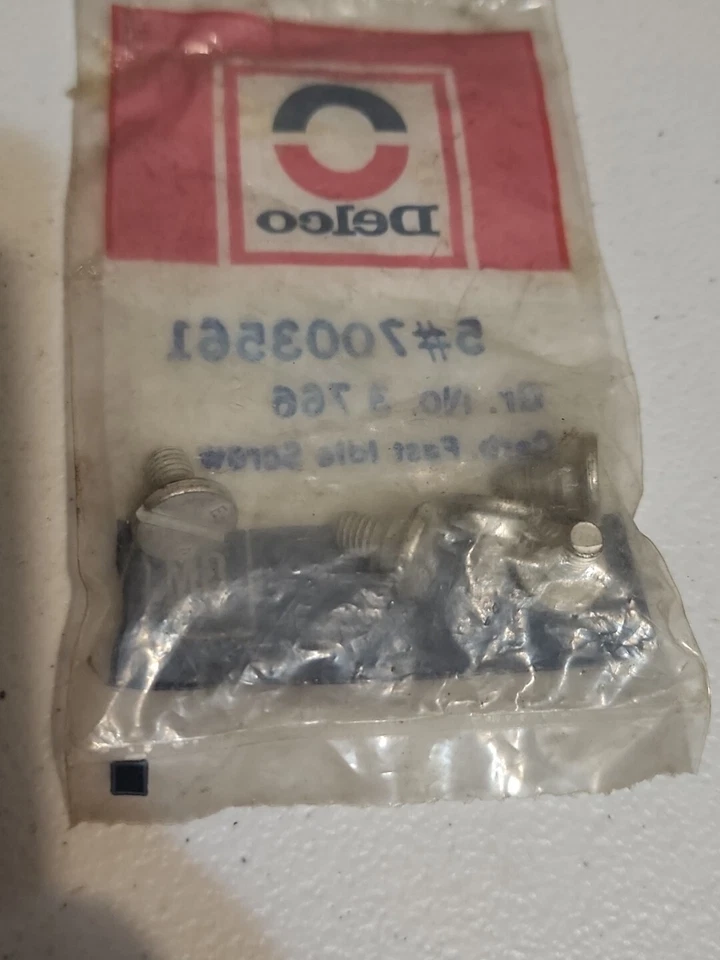 Delco
5#7003561
Gr. No. 3 766
Carb. Fast Idle Screw